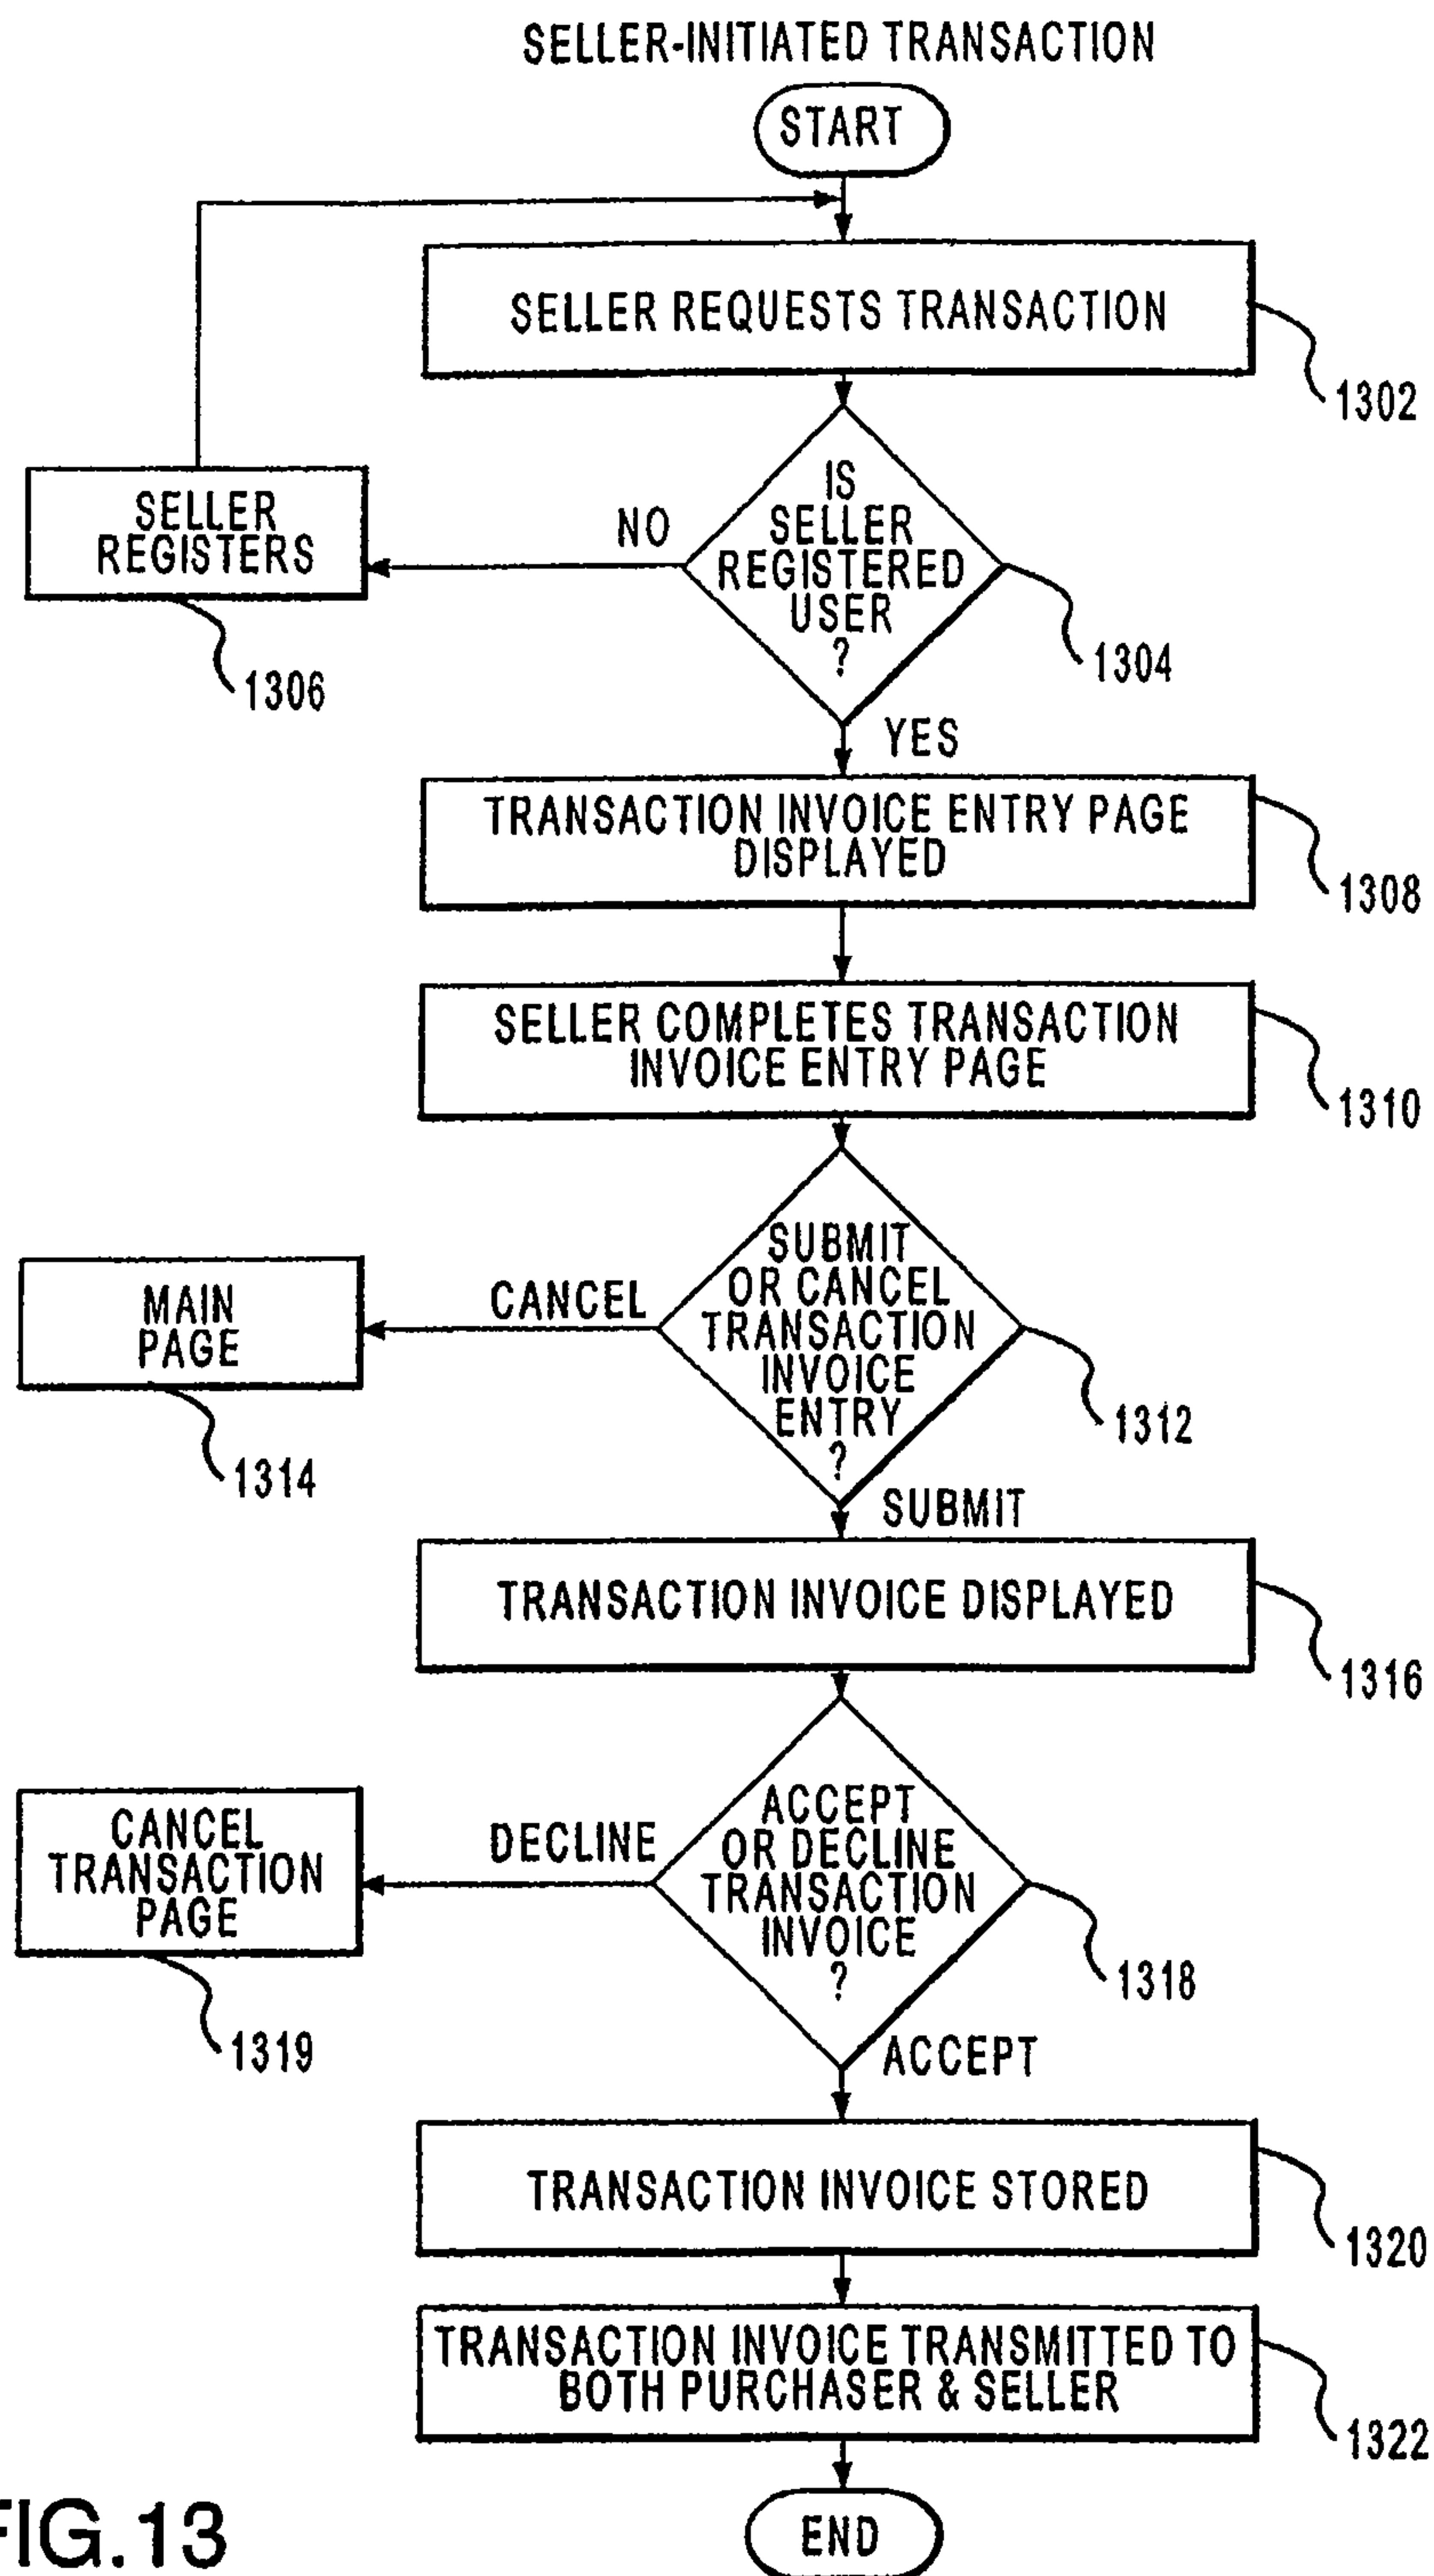 SELLER-INITIATED TRANSACTION
START
SELLER REQUESTS TRANSACTION
1302
IS
SELLER
REGISTERED
USER
?
1304
NO
SELLER
REGISTERS
1306
YES
TRANSACTION INVOICE ENTRY PAGE
DISPLAYED
1308
SELLER COMPLETES TRANSACTION
INVOICE ENTRY PAGE
1310
SUBMIT
OR CANCEL
TRANSACTION
INVOICE
ENTRY
?
1312
CANCEL
MAIN
PAGE
1314
SUBMIT
TRANSACTION INVOICE DISPLAYED
1316
ACCEPT
OR DECLINE
TRANSACTION
INVOICE
?
1318
DECLINE
CANCEL
TRANSACTION
PAGE
1319
ACCEPT
TRANSACTION INVOICE STORED
1320
TRANSACTION INVOICE TRANSMITTED TO
BOTH PURCHASER & SELLER
1322
END
FIG.13